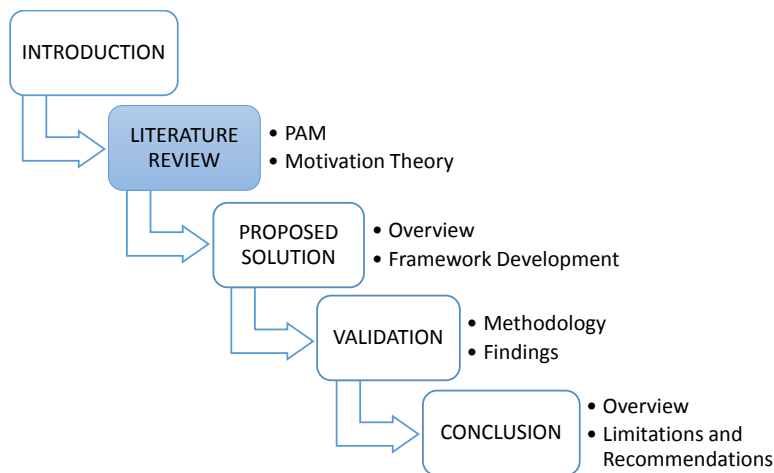 INTRODUCTION
LITERATURE
REVIEW
• PAM
• Motivation Theory
PROPOSED
SOLUTION
• Overview
• Framework Development
VALIDATION
• Methodology
• Findings
CONCLUSION
• Overview
• Limitations and
Recommendations